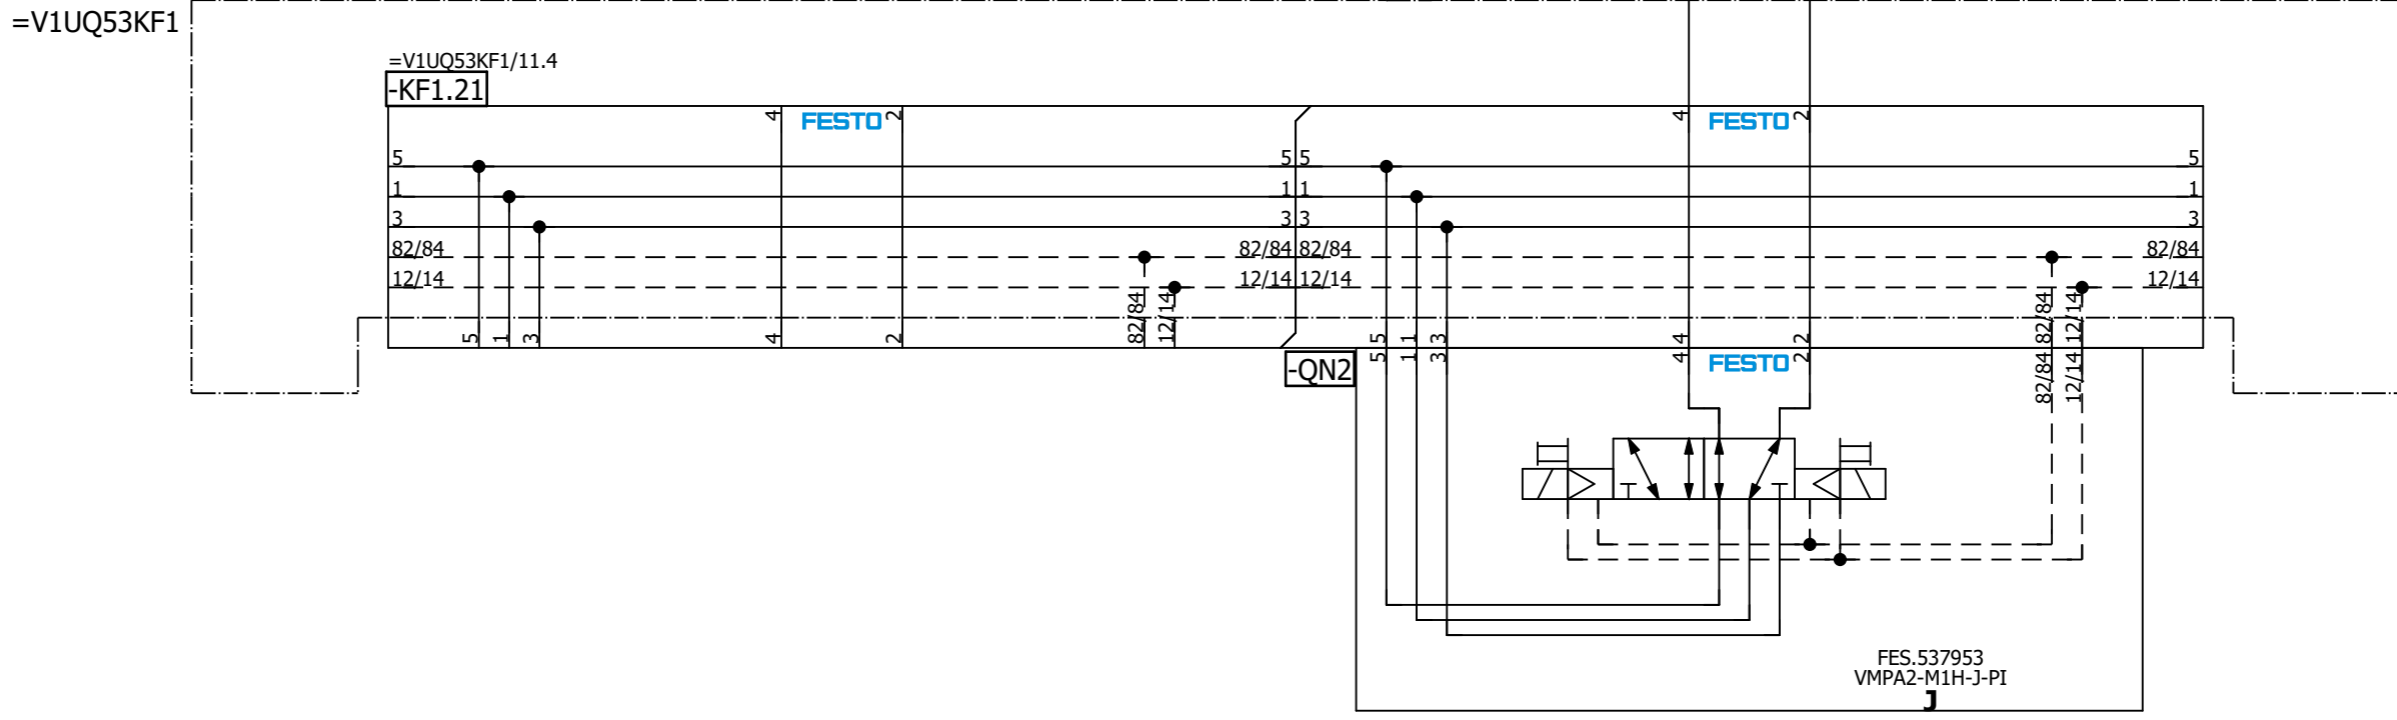 =V1UQ53KF1
=V1UQ53KF1/11.4
-KF1.21
4 FESTO 2 4 FESTO 2
5 5 5 5
1 1 1 1
3 3 3 3
82/84 82/84 82/84 82/84
12/14 12/14 12/14 12/14
5 1 3 4 2 82/84 12/14 5 1 3 4 2 82/84 12/14
-QN2 5 1 3 4 FESTO 2 82/84 12/14
FES.537953
VMPA2-M1H-J-PI
J